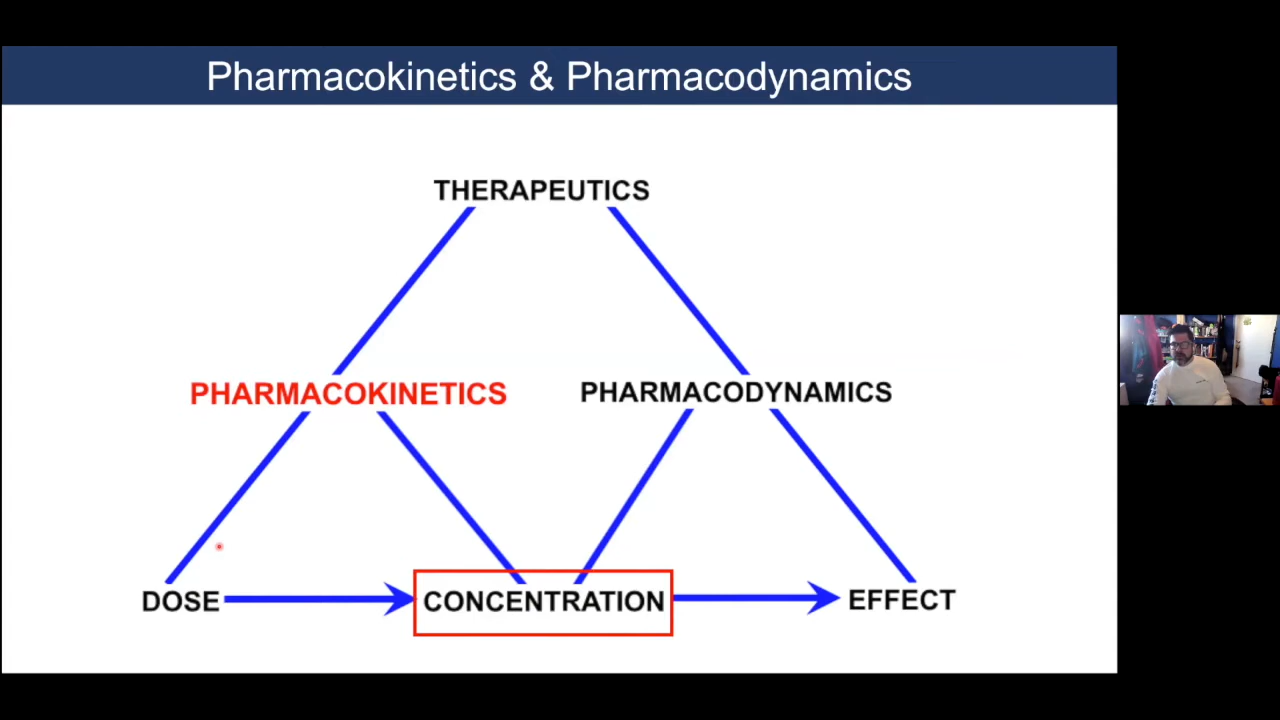 Pharmacokinetics & Pharmacodynamics
THERAPEUTICS
PHARMACOKINETICS PHARMACODYNAMICS
DOSE CONCENTRATION EFFECT